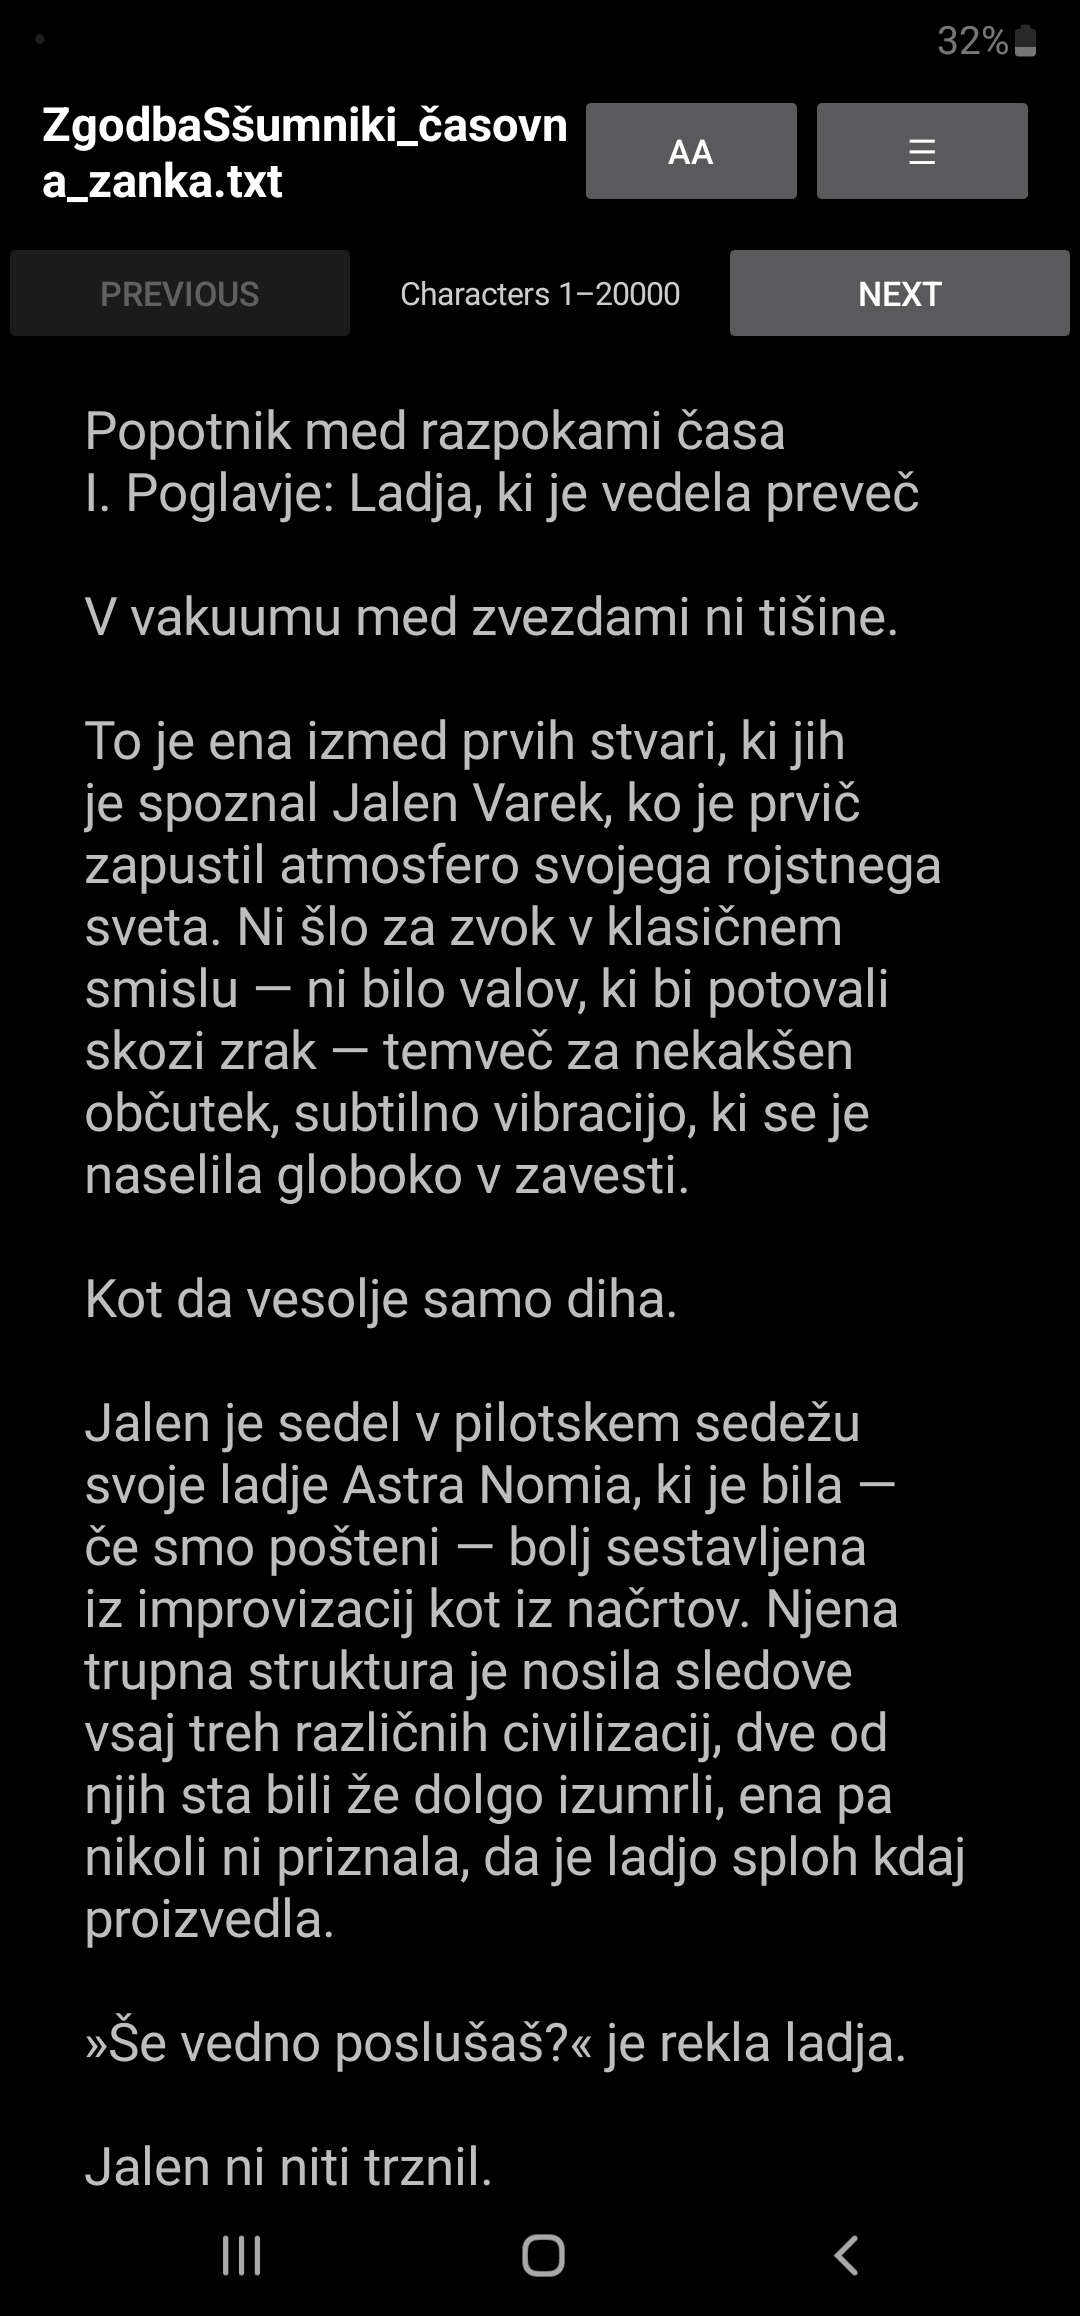 32%
ZgodbaSšumniki_časovn
a_zanka.txt
AA
PREVIOUS
Characters 1–20000
NEXT
Popotnik med razpokami časa
I. Poglavje: Ladja, ki je vedela preveč
V vakuumu med zvezdami ni tišine.
To je ena izmed prvih stvari, ki jih
je spoznal Jalen Varek, ko je prvič
zapustil atmosfero svojega rojstnega
sveta. Ni šlo za zvok v klasičnem
smislu — ni bilo valov, ki bi potovali
skozi zrak — temveč za nekakšen
občutek, subtilno vibracijo, ki se je
naselila globoko v zavesti.
Kot da vesolje samo diha.
Jalen je sedel v pilotskem sedežu
svoje ladje Astra Nomia, ki je bila —
če smo pošteni — bolj sestavljena
iz improvizacij kot iz načrtov. Njena
trupna struktura je nosila sledove
vsaj treh različnih civilizacij, dve od
njih sta bili že dolgo izumrli, ena pa
nikoli ni priznala, da je ladjo sploh kdaj
proizvedla.
»Še vedno poslušaš?« je rekla ladja.
Jalen ni niti trznil.